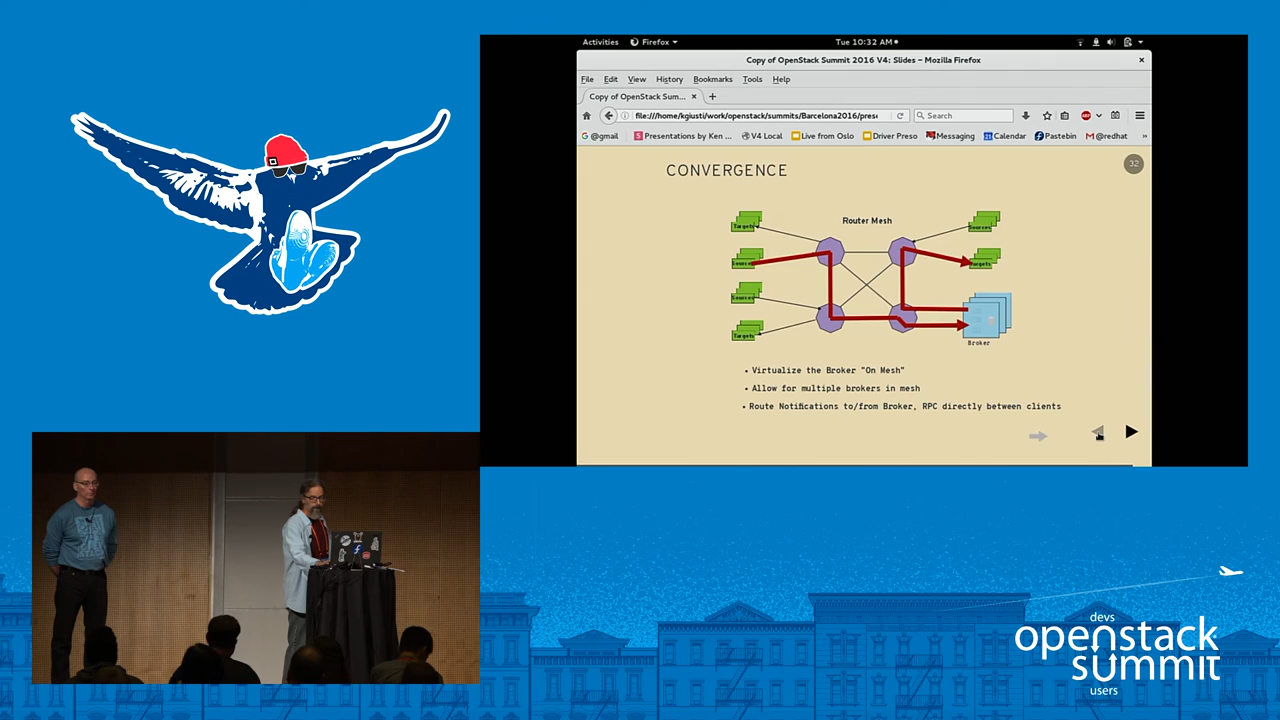 Activities
Firefox
Tue 10:32 AM
Copy of OpenStack Summit 2016 V4: Slides – Mozilla Firefox
File Edit View History Bookmarks Tools Help
Copy of OpenStack Sum...
file:///home/kgiusti/work/openstack/summits/Barcelona2016/prese
Search
@gmail
Presentations by Ken ...
V4 Local
Live from Oslo
Driver Preso
Messaging
Calendar
Pastebin
@redhat
CONVERGENCE
32
Router Mesh
Targets
Sources
Sources
Targets
Sources
Targets
Broker
• Virtualize the Broker "On Mesh"
• Allow for multiple brokers in mesh
• Route Notifications to/from Broker, RPC directly between clients
devs
openstack
summit
users